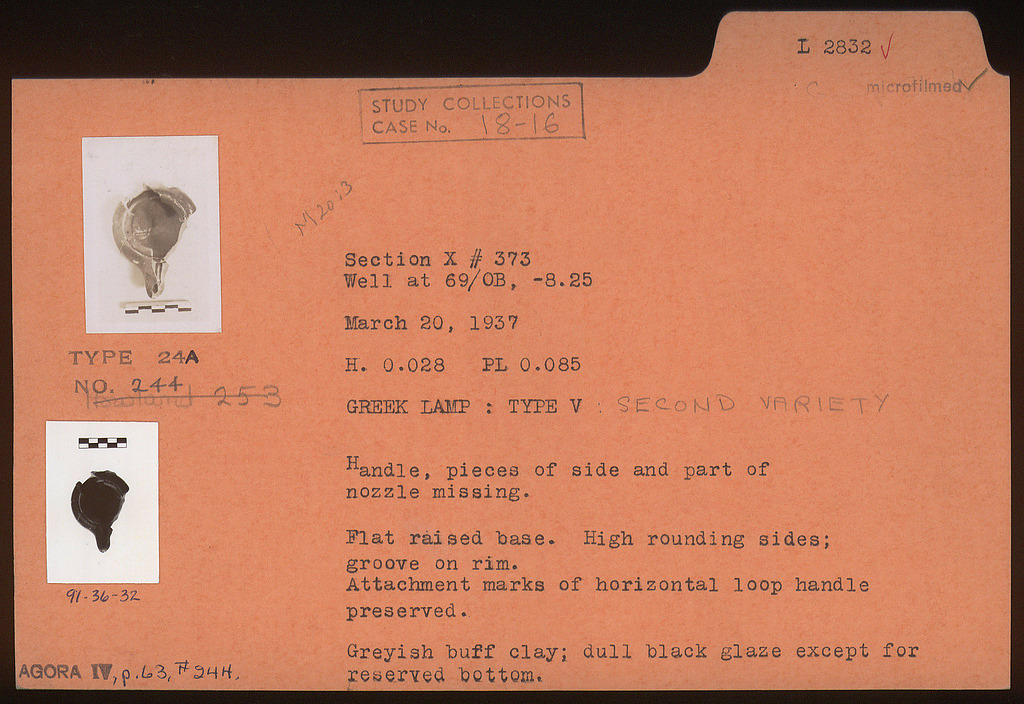 L 2832 ✓
C microfilmed ✓
STUDY COLLECTIONS
CASE No. 18-16
M2013
Section X # 373
Well at 69/OB, -8.25
March 20, 1937
H. 0.028 PL 0.085
GREEK LAMP : TYPE V : SECOND VARIETY
Handle, pieces of side and part of
nozzle missing.
Flat raised base. High rounding sides;
groove on rim.
Attachment marks of horizontal loop handle
preserved.
Greyish buff clay; dull black glaze except for
reserved bottom.
TYPE 24A
NO. 244
Howland 253
91-36-32
AGORA IV, p.63, #244.